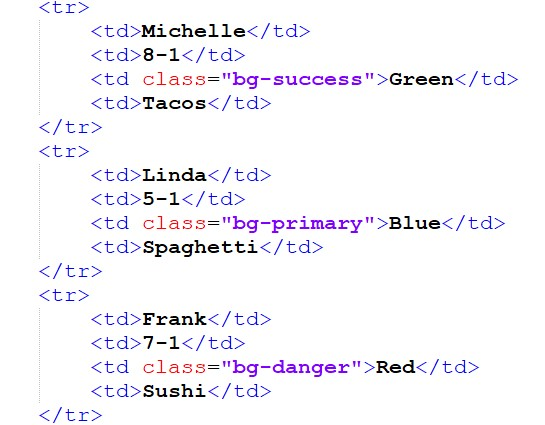 <tr>
<td>Michelle</td>
<td>8-1</td>
<td class="bg-success">Green</td>
<td>Tacos</td>
</tr>
<tr>
<td>Linda</td>
<td>5-1</td>
<td class="bg-primary">Blue</td>
<td>Spaghetti</td>
</tr>
<tr>
<td>Frank</td>
<td>7-1</td>
<td class="bg-danger">Red</td>
<td>Sushi</td>
</tr>